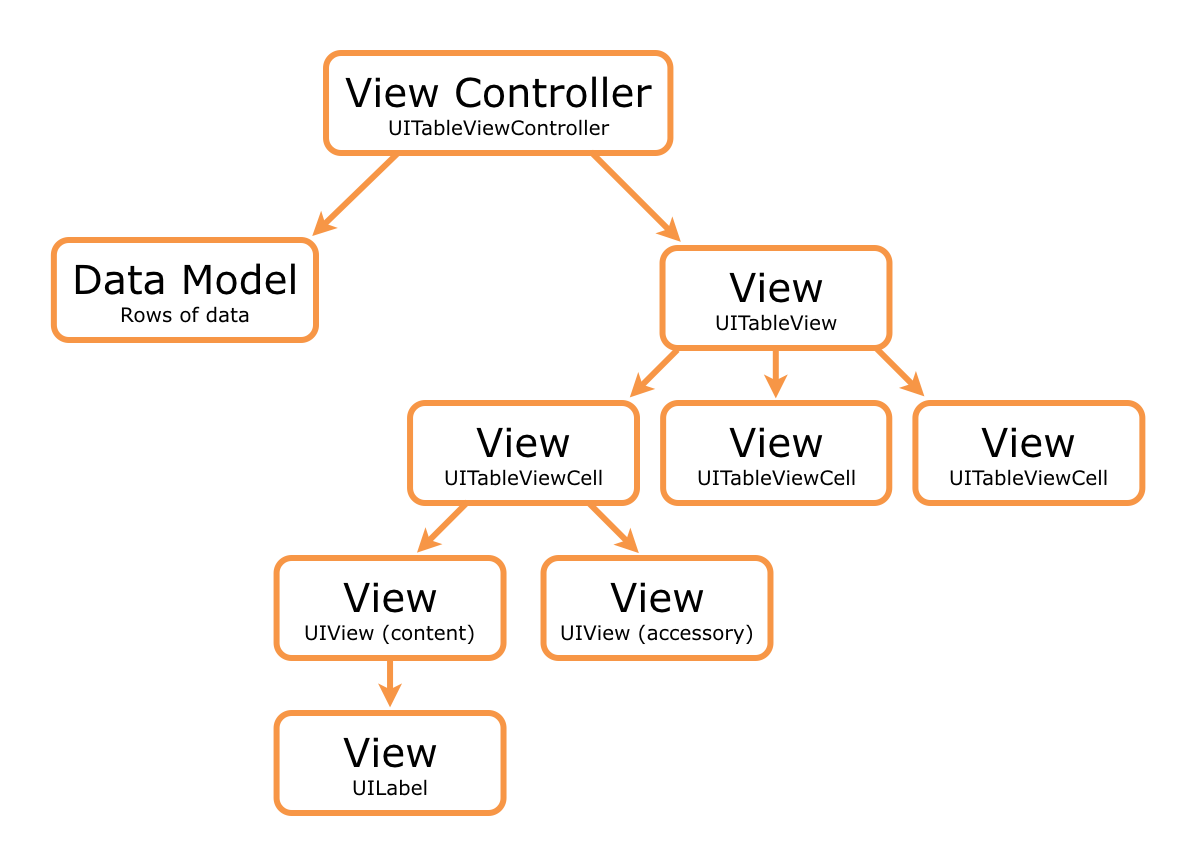 View Controller
UITableViewController
Data Model
Rows of data
View
UITableView
View
UITableViewCell
View
UITableViewCell
View
UITableViewCell
View
UIView (content)
View
UIView (accessory)
View
UILabel